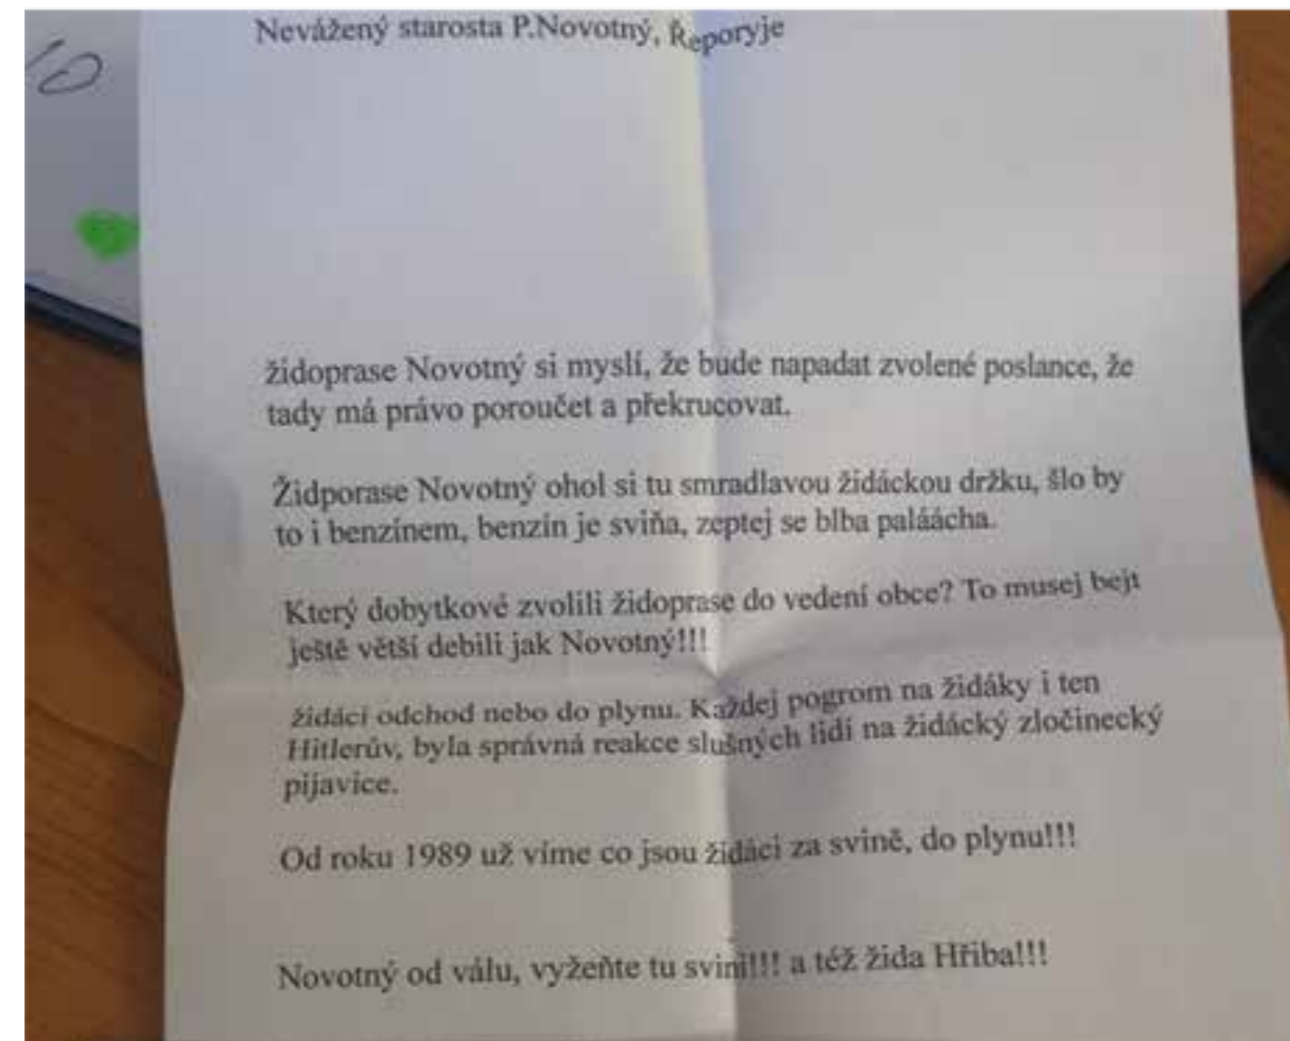 Nevážený starosta P.Novotný, Řeporyje
židoprase Novotný si myslí, že bude napadat zvolené poslance, že
tady má právo poroučet a překrucovat.
Židporase Novotný ohol si tu smradlavou židáckou držku, šlo by
to i benzínem, benzín je sviňa, zeptej se blba paláácha.
Který dobytkové zvolili židoprase do vedení obce? To musej bejt
ještě větší debili jak Novotný!!!
židáci odchod nebo do plynu. Každej pogrom na židáky i ten
Hitlerův, byla správná reakce slušných lidí na židácký zločinecký
pijavice.
Od roku 1989 už víme co jsou židáci za svině, do plynu!!!
Novotný od válu, vyžeňte tu svini!!! a též žida Hřiba!!!